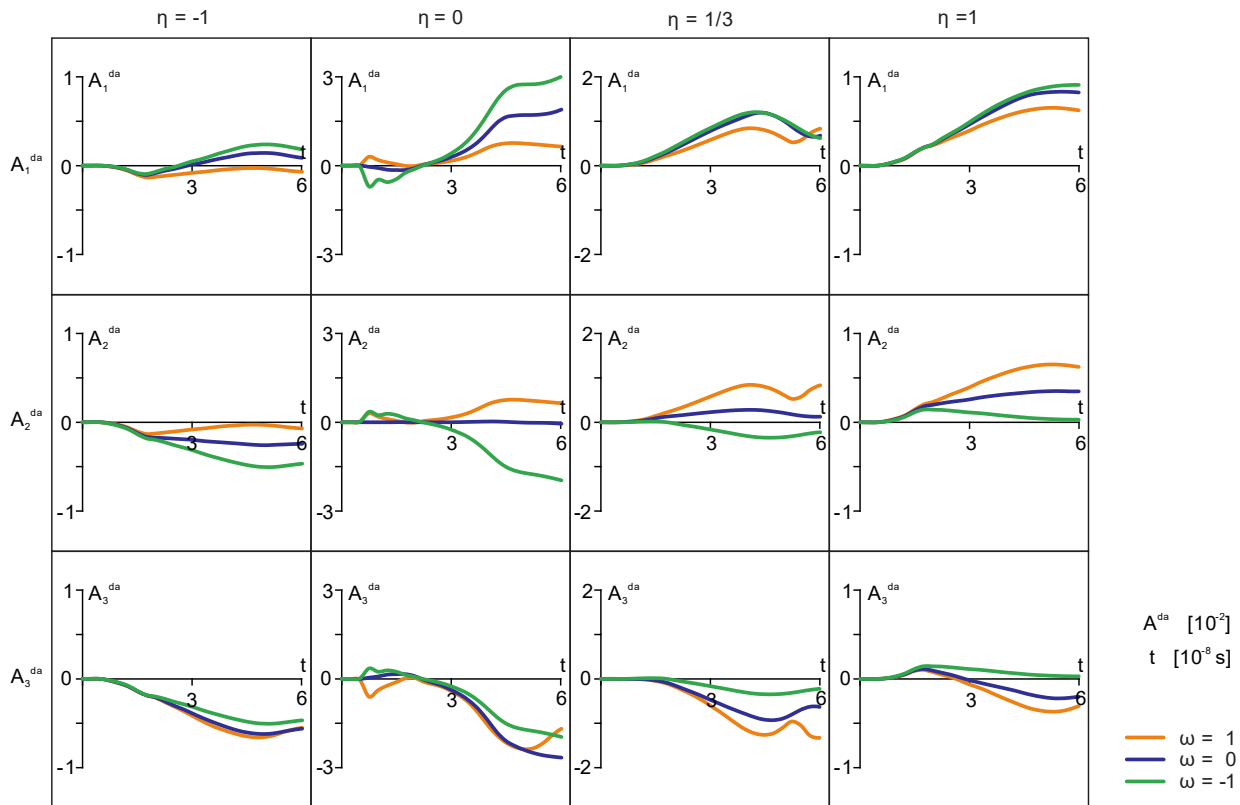 η = -1 η = 0 η = 1/3 η =1
1 A₁ᵈᵃ 3 A₁ᵈᵃ 2 A₁ᵈᵃ 1 A₁ᵈᵃ
t t t t
A₁ᵈᵃ 0 0 0 0
3 6 3 6 3 6 3 6
-1 -3 -2 -1
1 A₂ᵈᵃ 3 A₂ᵈᵃ 2 A₂ᵈᵃ 1 A₂ᵈᵃ
t t t t
A₂ᵈᵃ 0 0 0 0
3 6 3 6 3 6 3 6
-1 -3 -2 -1
1 A₃ᵈᵃ 3 A₃ᵈᵃ 2 A₃ᵈᵃ 1 A₃ᵈᵃ
t t t t
A₃ᵈᵃ 0 0 0 0
3 6 3 6 3 6 3 6
-1 -3 -2 -1
Aᵈᵃ [10⁻²]
t [10⁻⁸ s]
ω = 1
ω = 0
ω = -1